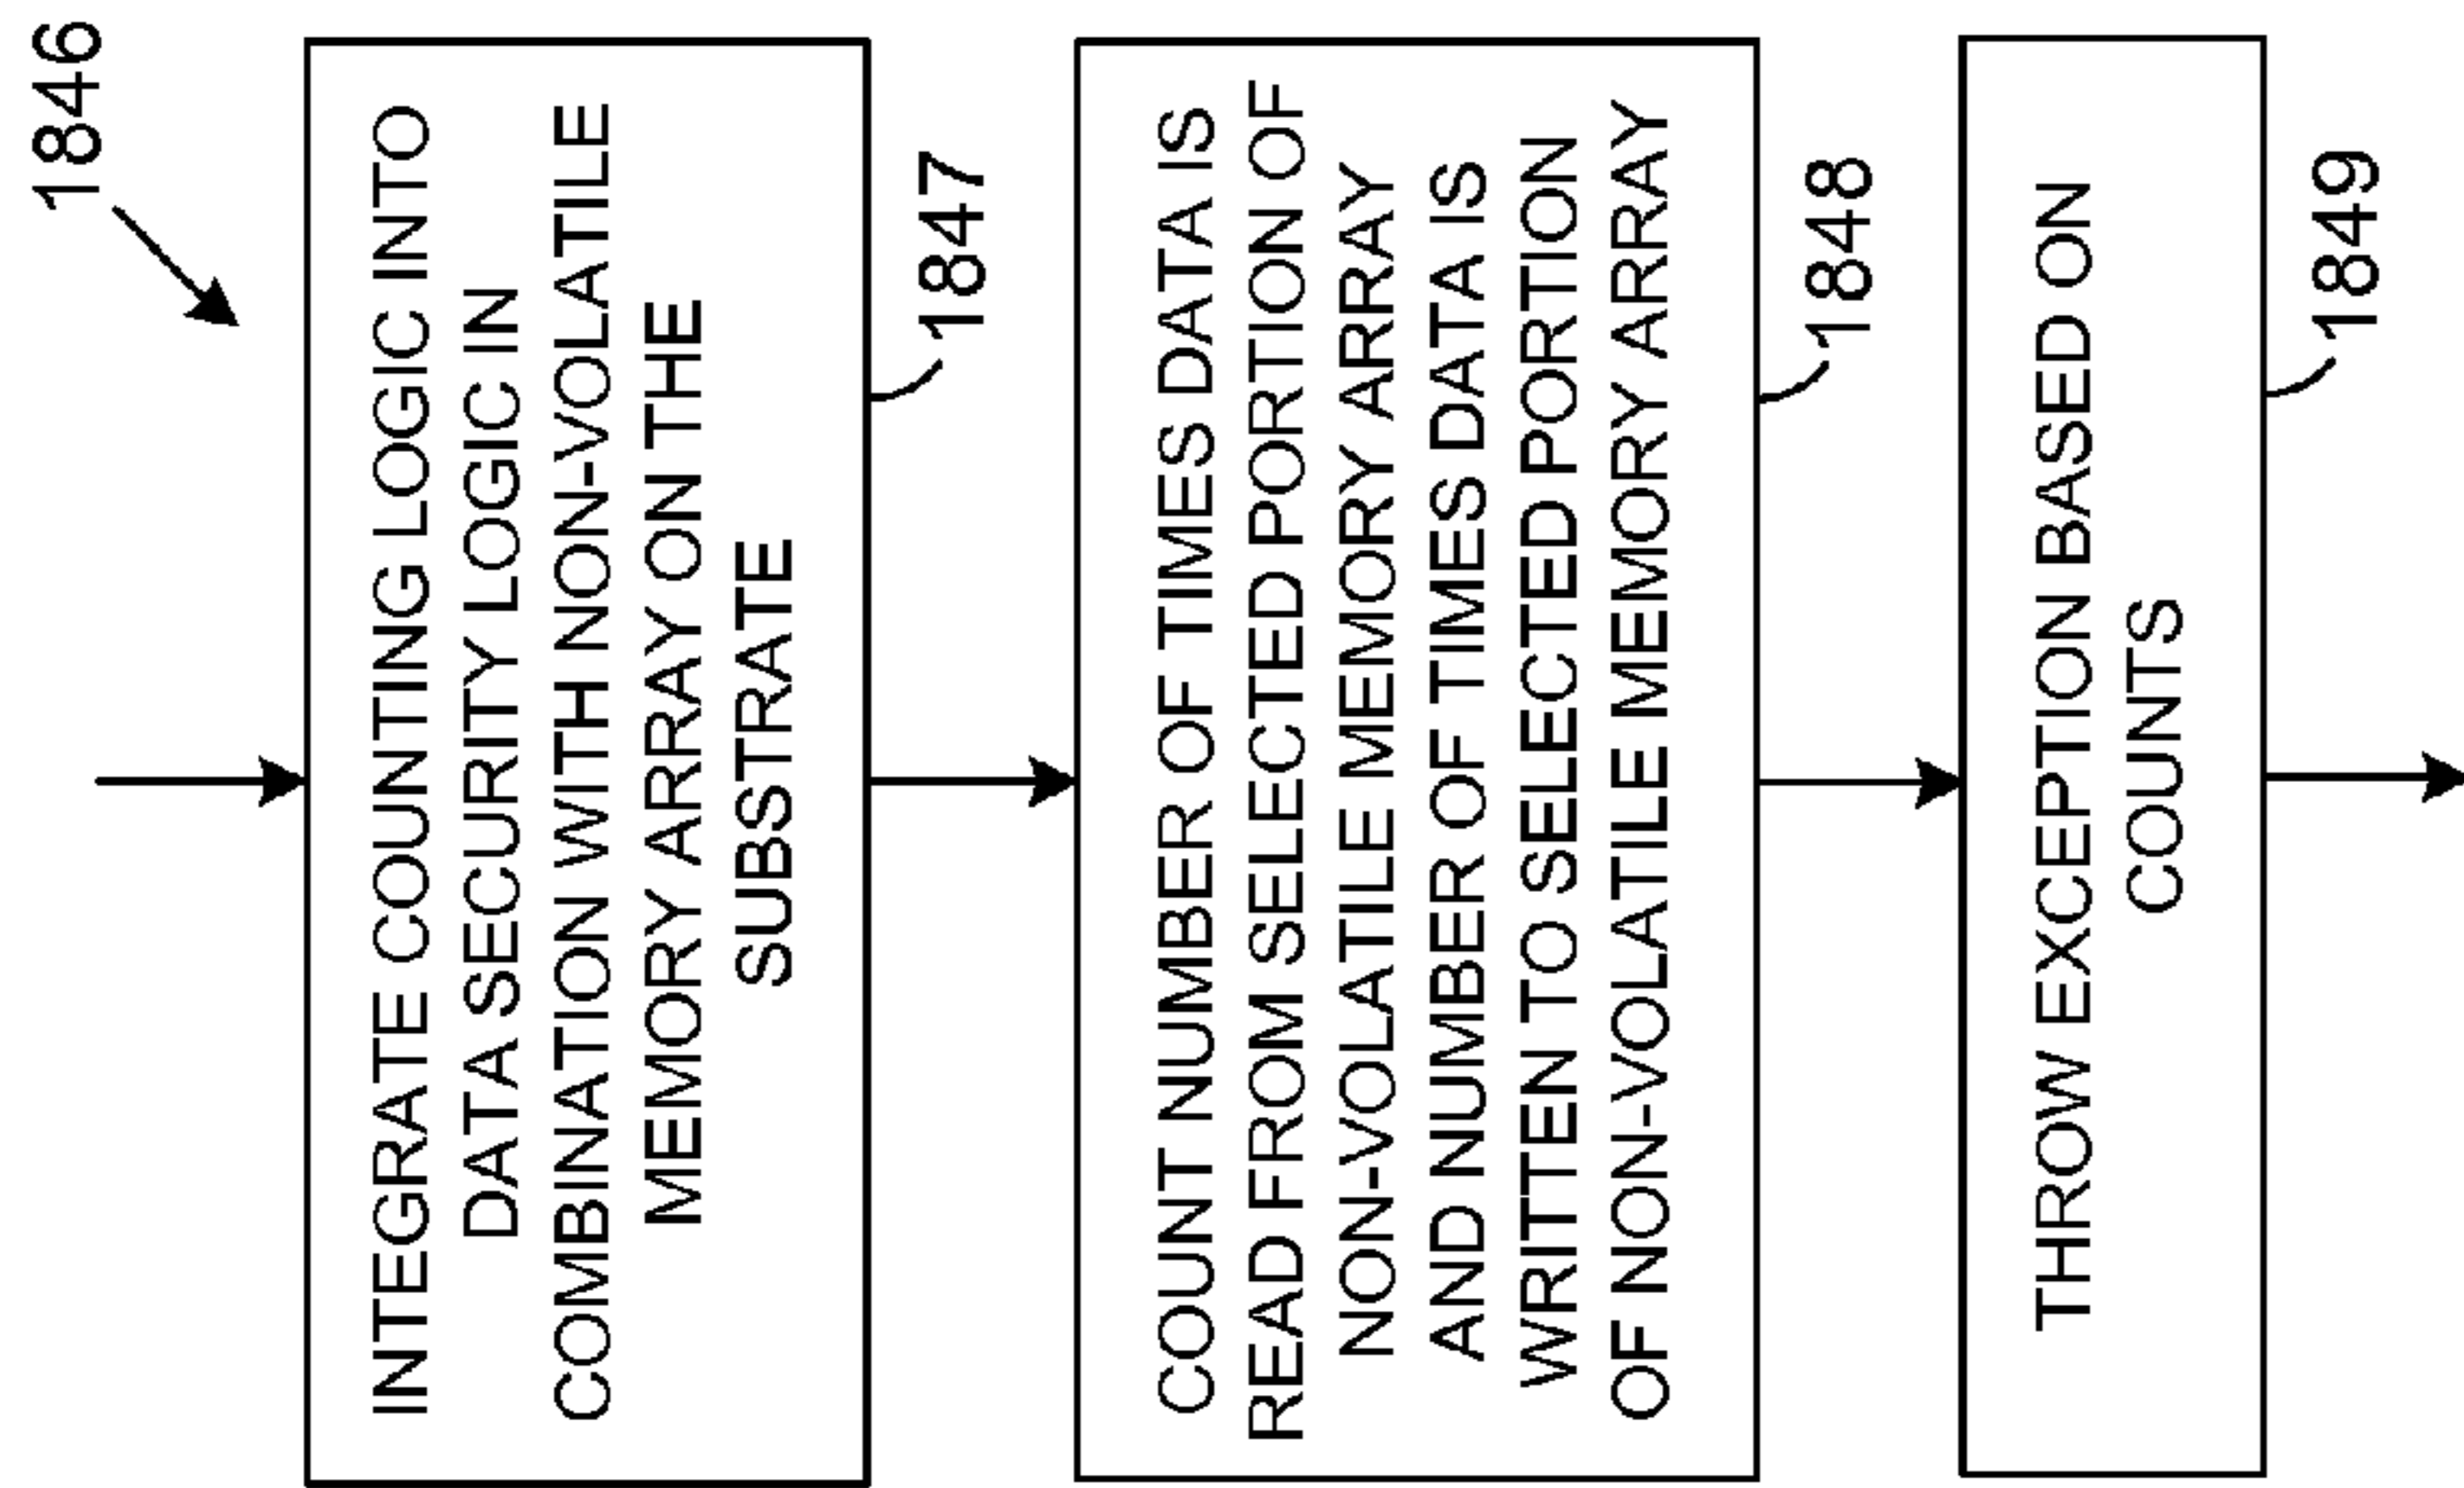 1846
INTEGRATE COUNTING LOGIC INTO
DATA SECURITY LOGIC IN
COMBINATION WITH NON-VOLATILE
MEMORY ARRAY ON THE
SUBSTRATE
1847
COUNT NUMBER OF TIMES DATA IS
READ FROM SELECTED PORTION OF
NON-VOLATILE MEMORY ARRAY
AND NUMBER OF TIMES DATA IS
WRITTEN TO SELECTED PORTION
OF NON-VOLATILE MEMORY ARRAY
1848
THROW EXCEPTION BASED ON
COUNTS
1849